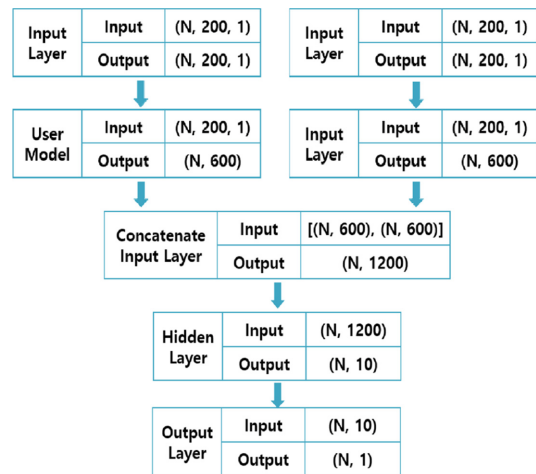 Input Layer Input (N, 200, 1)
Output (N, 200, 1)
Input Layer Input (N, 200, 1)
Output (N, 200, 1)
User Model Input (N, 200, 1)
Output (N, 600)
Input Layer Input (N, 200, 1)
Output (N, 600)
Concatenate Input Layer Input [(N, 600), (N, 600)]
Output (N, 1200)
Hidden Layer Input (N, 1200)
Output (N, 10)
Output Layer Input (N, 10)
Output (N, 1)